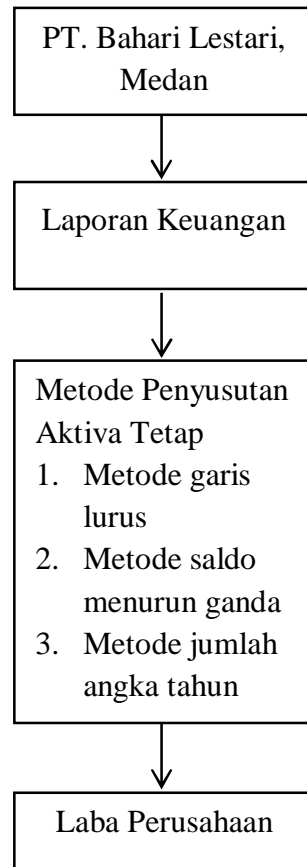 PT. Bahari Lestari,
Medan
Laporan Keuangan
Metode Penyusutan
Aktiva Tetap
1. Metode garis
lurus
2. Metode saldo
menurun ganda
3. Metode jumlah
angka tahun
Laba Perusahaan